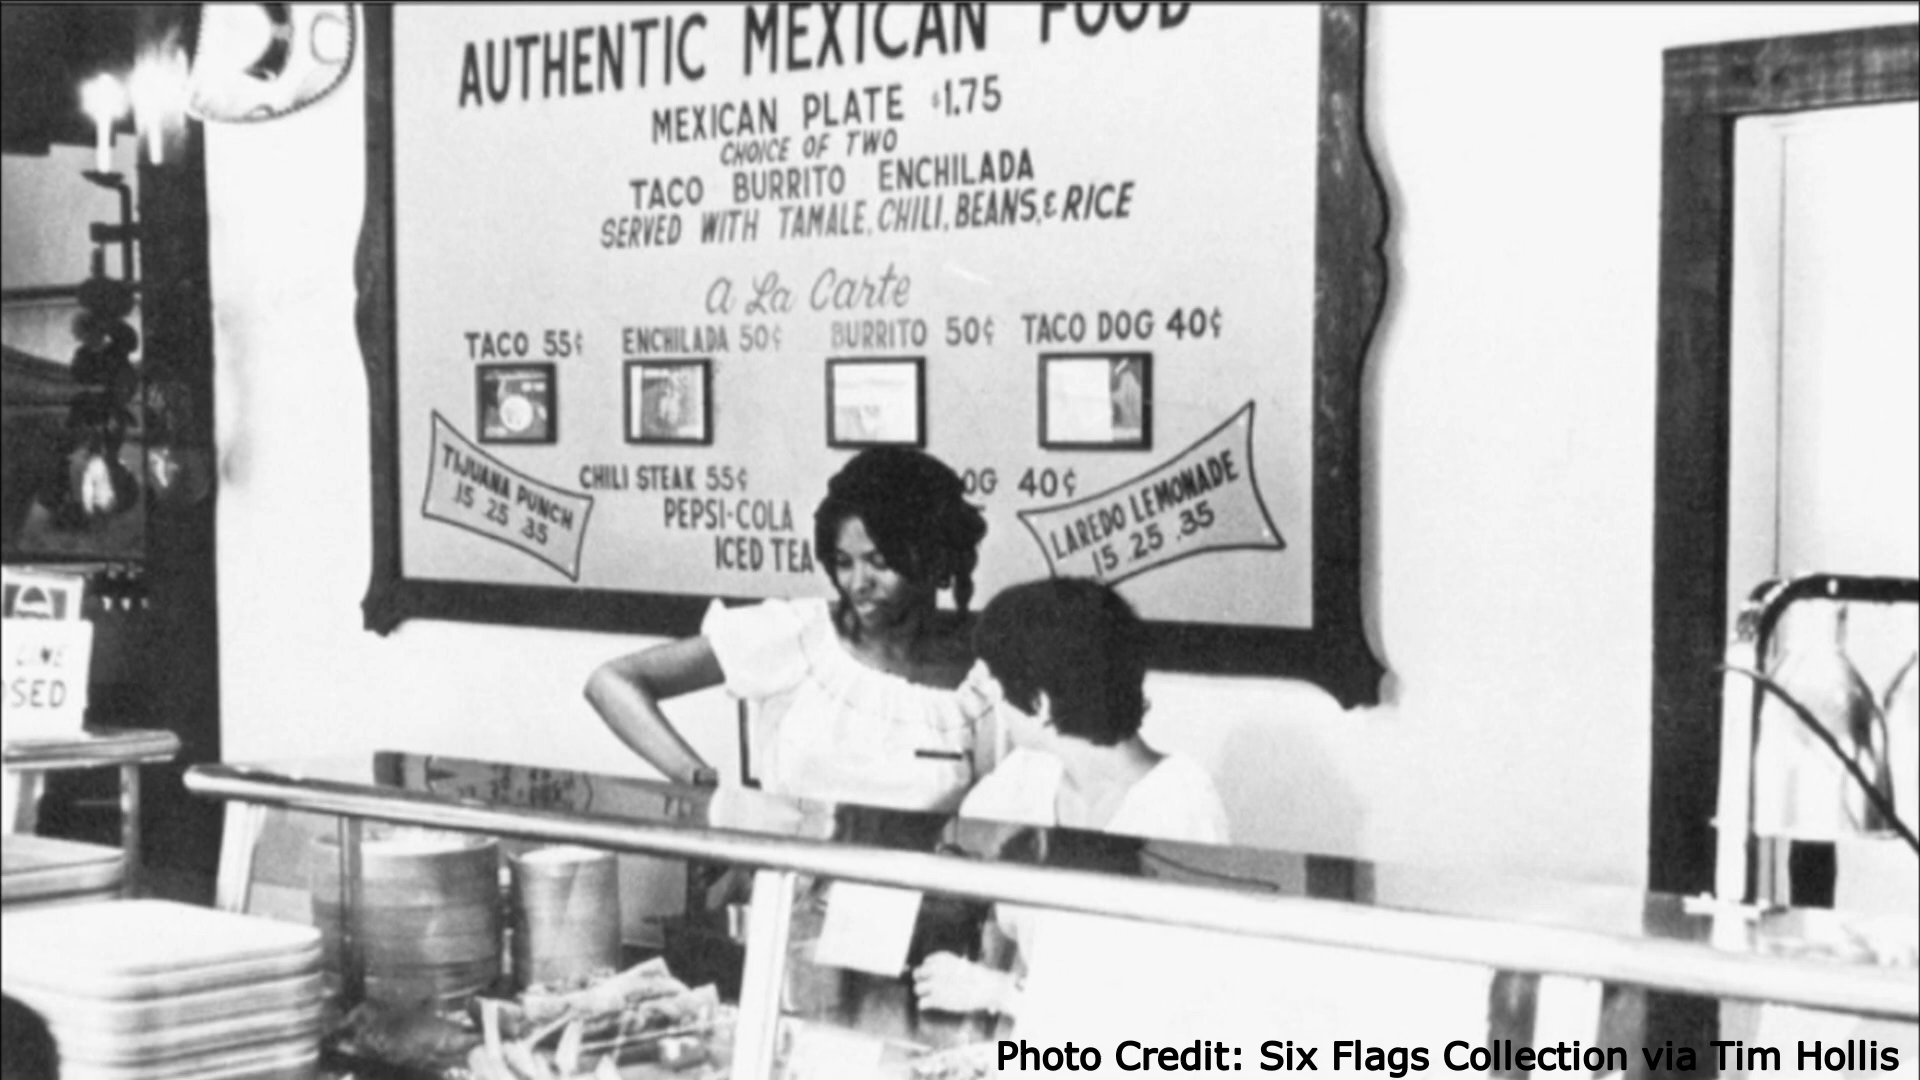 AUTHENTIC MEXICAN FOOD
MEXICAN PLATE $1.75
CHOICE OF TWO
TACO BURRITO ENCHILADA
SERVED WITH TAMALE, CHILI, BEANS, & RICE
a La Carte
TACO 55¢ ENCHILADA 50¢ BURRITO 50¢ TACO DOG 40¢
TIJUANA PUNCH
.15 .25 .35
CHILI STEAK 55¢ OG 40¢
PEPSI-COLA
ICED TEA
LAREDO LEMONADE
.15 .25 .35
LINE
OSED
Photo Credit: Six Flags Collection via Tim Hollis